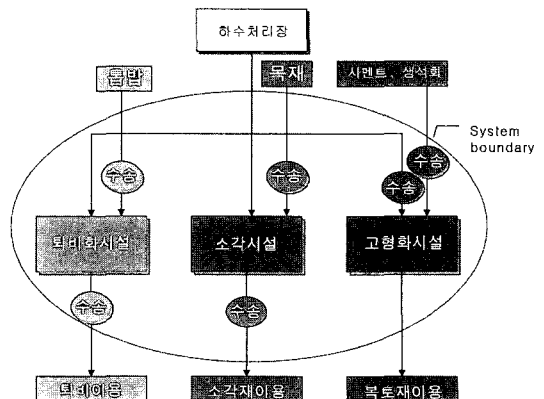 하수처리장
톱밥
목재
시멘트, 생석회
System
boundary
수송
수송
수송
수송
퇴비화시설
소각시설
고형화시설
수송
수송
퇴비이용
소각재이용
복토재이용